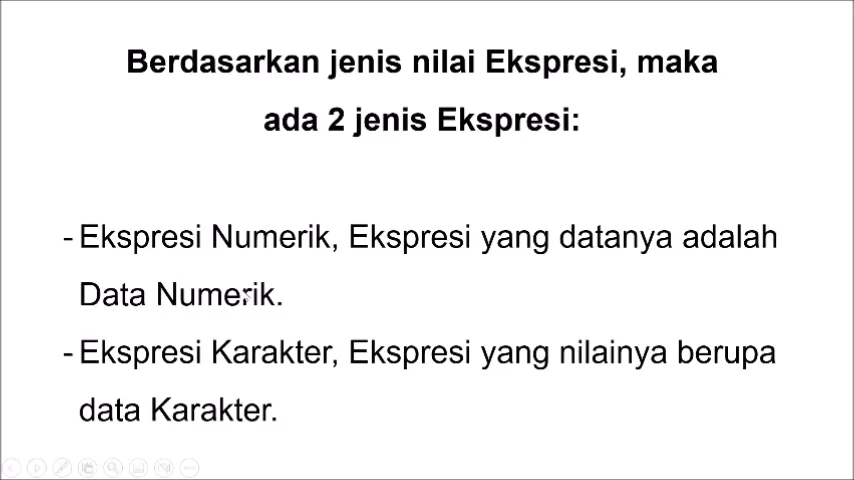 Berdasarkan jenis nilai Ekspresi, maka
ada 2 jenis Ekspresi:
- Ekspresi Numerik, Ekspresi yang datanya adalah
Data Numerik.
- Ekspresi Karakter, Ekspresi yang nilainya berupa
data Karakter.